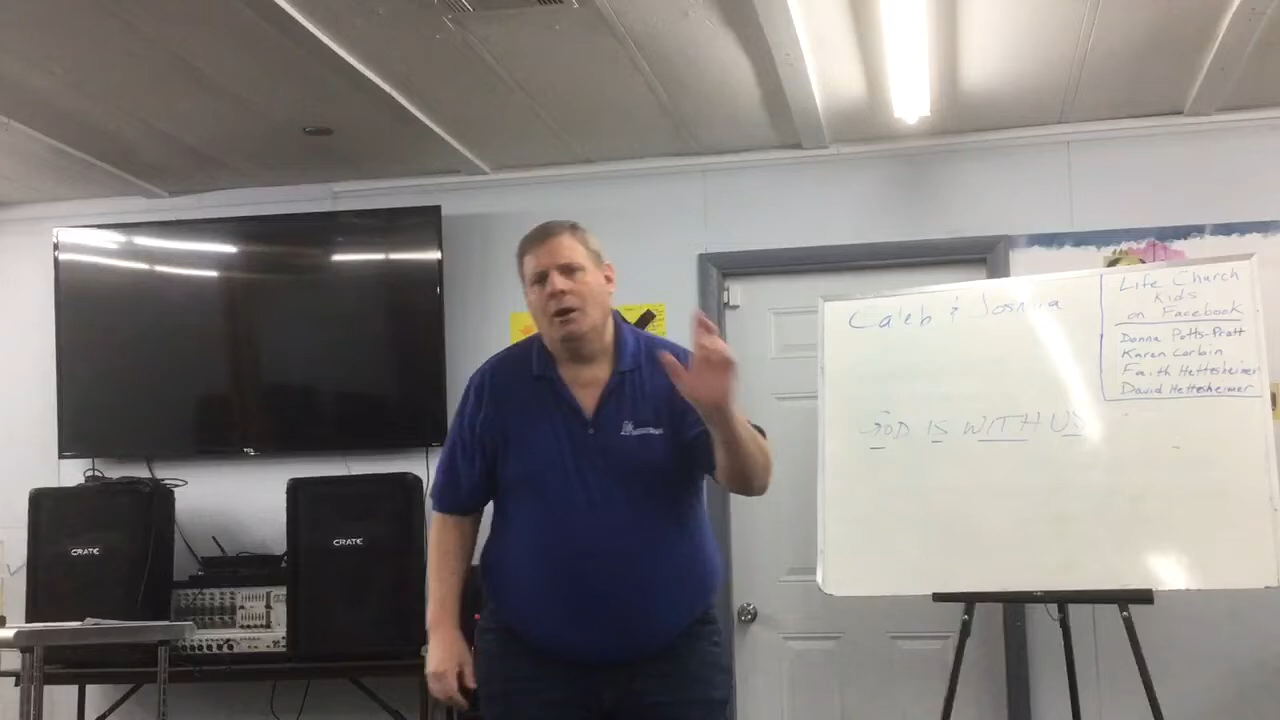 TCL
CRATE
CRATE
Caleb & Joshua
GOD IS WITH US
Life Church
Kids
on Facebook
Donna Potts-Pratt
Karen Corbin
Faith Hettesheimer
David Hettesheimer